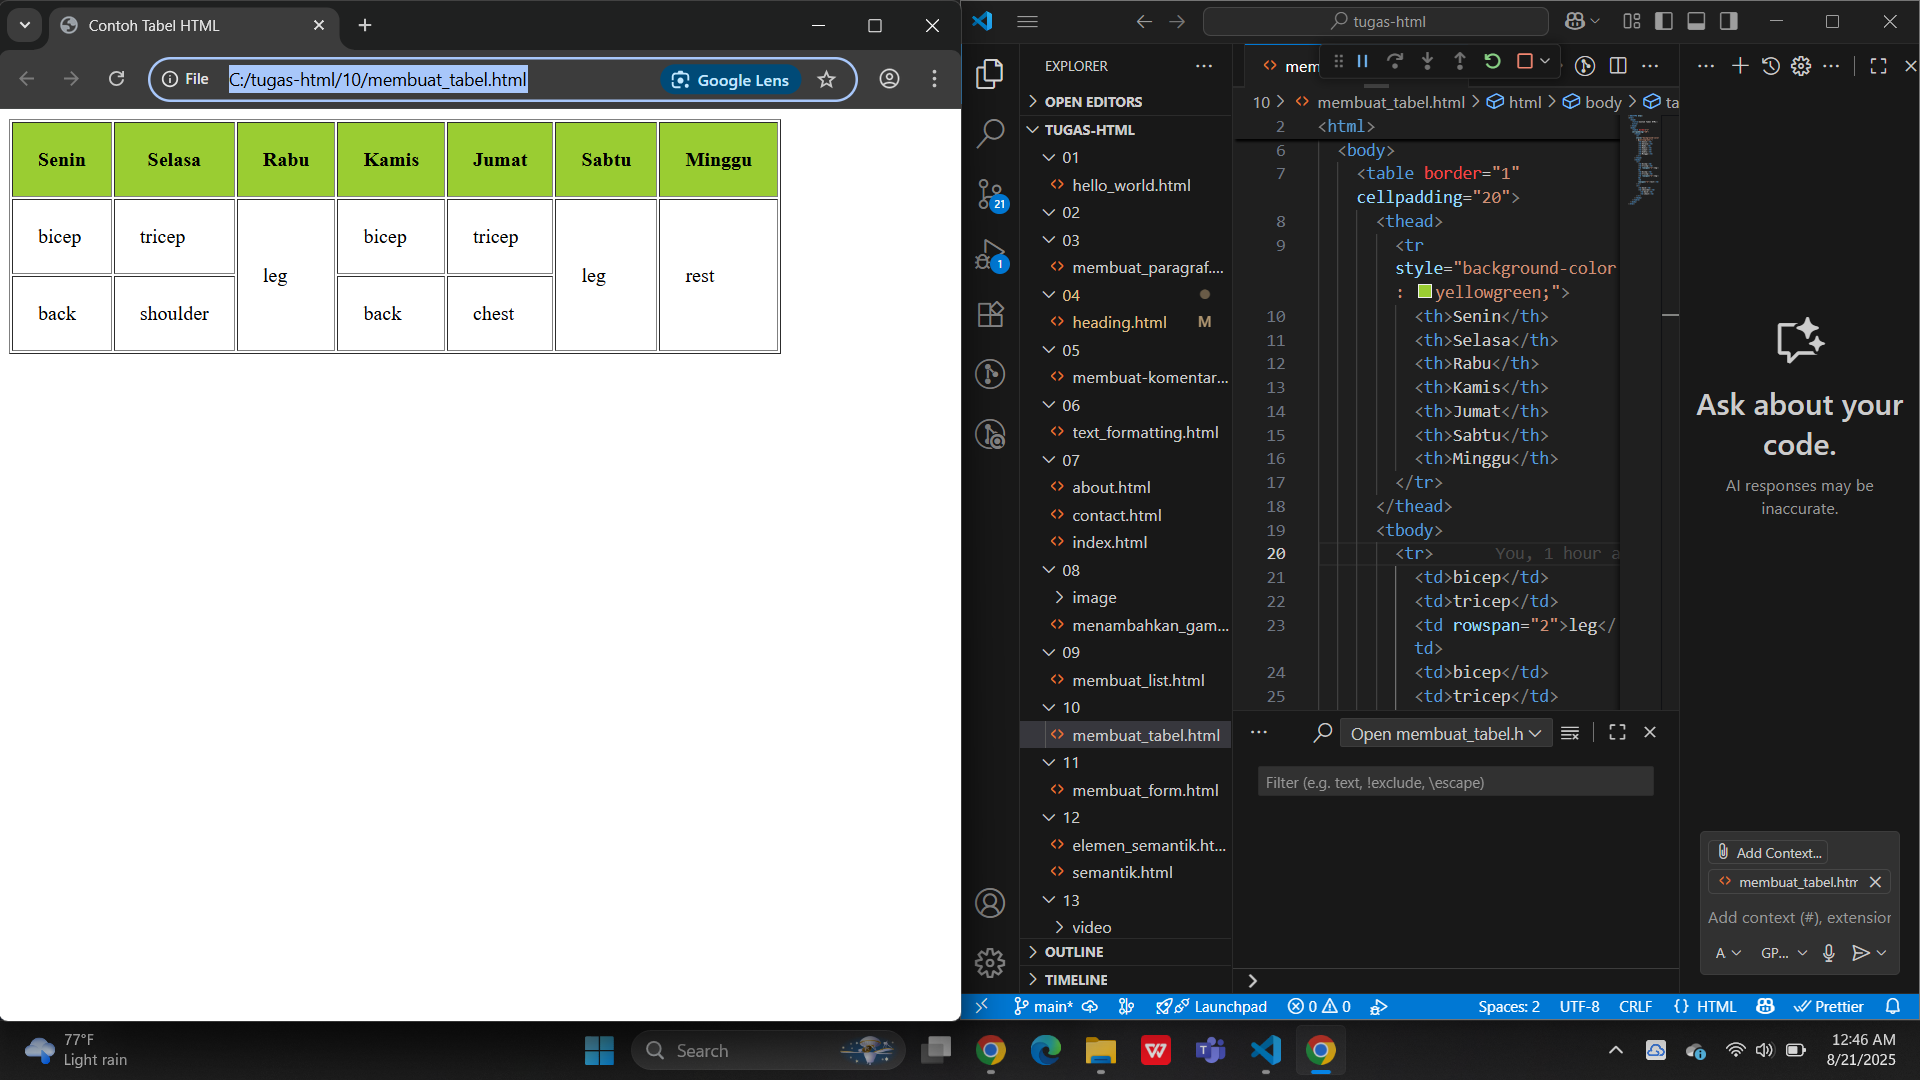 Contoh Tabel HTML
File
C:/tugas-html/10/membuat_tabel.html
Google Lens
Senin Selasa Rabu Kamis Jumat Sabtu Minggu
bicep tricep leg bicep tricep leg rest
back shoulder back chest
tugas-html
EXPLORER
OPEN EDITORS
TUGAS-HTML
01
hello_world.html
02
03
membuat_paragraf....
04
heading.html M
05
membuat-komentar...
06
text_formatting.html
07
about.html
contact.html
index.html
08
image
menambahkan_gam...
09
membuat_list.html
10
membuat_tabel.html
11
membuat_form.html
12
elemen_semantik.ht...
semantik.html
13
video
OUTLINE
TIMELINE
21
1
mem
10 > membuat_tabel.html > html > body > ta
2 <html>
6 <body>
7 <table border="1"
cellpadding="20">
8 <thead>
9 <tr
style="background-color
: yellowgreen;">
10 <th>Senin</th>
11 <th>Selasa</th>
12 <th>Rabu</th>
13 <th>Kamis</th>
14 <th>Jumat</th>
15 <th>Sabtu</th>
16 <th>Minggu</th>
17 </tr>
18 </thead>
19 <tbody>
20 <tr> You, 1 hour a
21 <td>bicep</td>
22 <td>tricep</td>
23 <td rowspan="2">leg</
td>
24 <td>bicep</td>
25 <td>tricep</td>
Open membuat_tabel.h
Filter (e.g. text, !exclude, \escape)
Ask about your
code.
AI responses may be
inaccurate.
Add Context...
membuat_tabel.htm
Add context (#), extension
A GP...
main* Launchpad 0 0 Spaces: 2 UTF-8 CRLF {} HTML Prettier
77°F
Light rain
Search
12:46 AM
8/21/2025